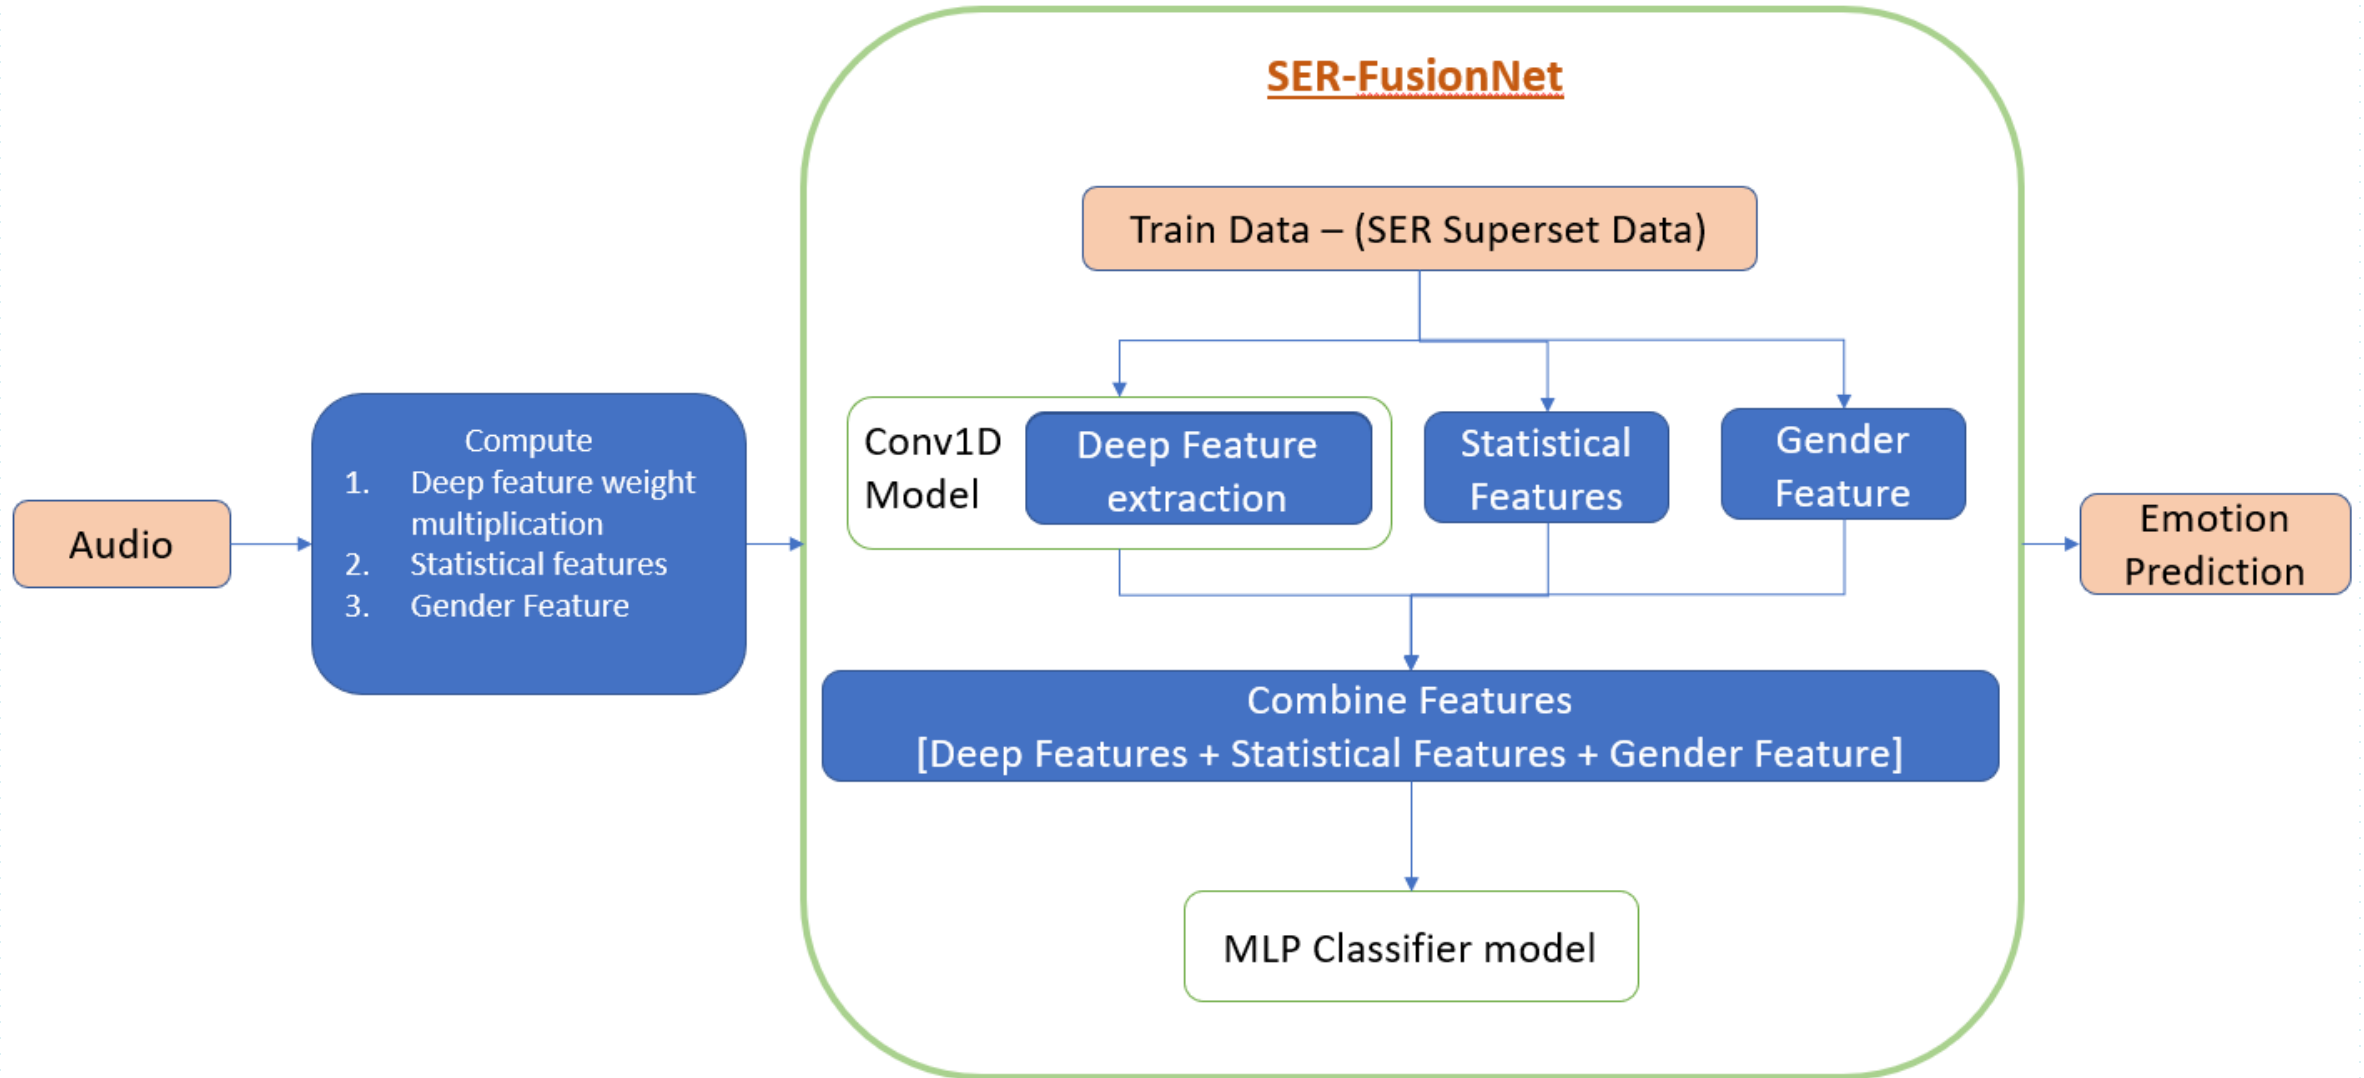 SER-FusionNet
Train Data – (SER Superset Data)
Conv1D
Model
Deep Feature
extraction
Statistical
Features
Gender
Feature
Compute
1. Deep feature weight
multiplication
2. Statistical features
3. Gender Feature
Audio
Emotion
Prediction
Combine Features
[Deep Features + Statistical Features + Gender Feature]
MLP Classifier model